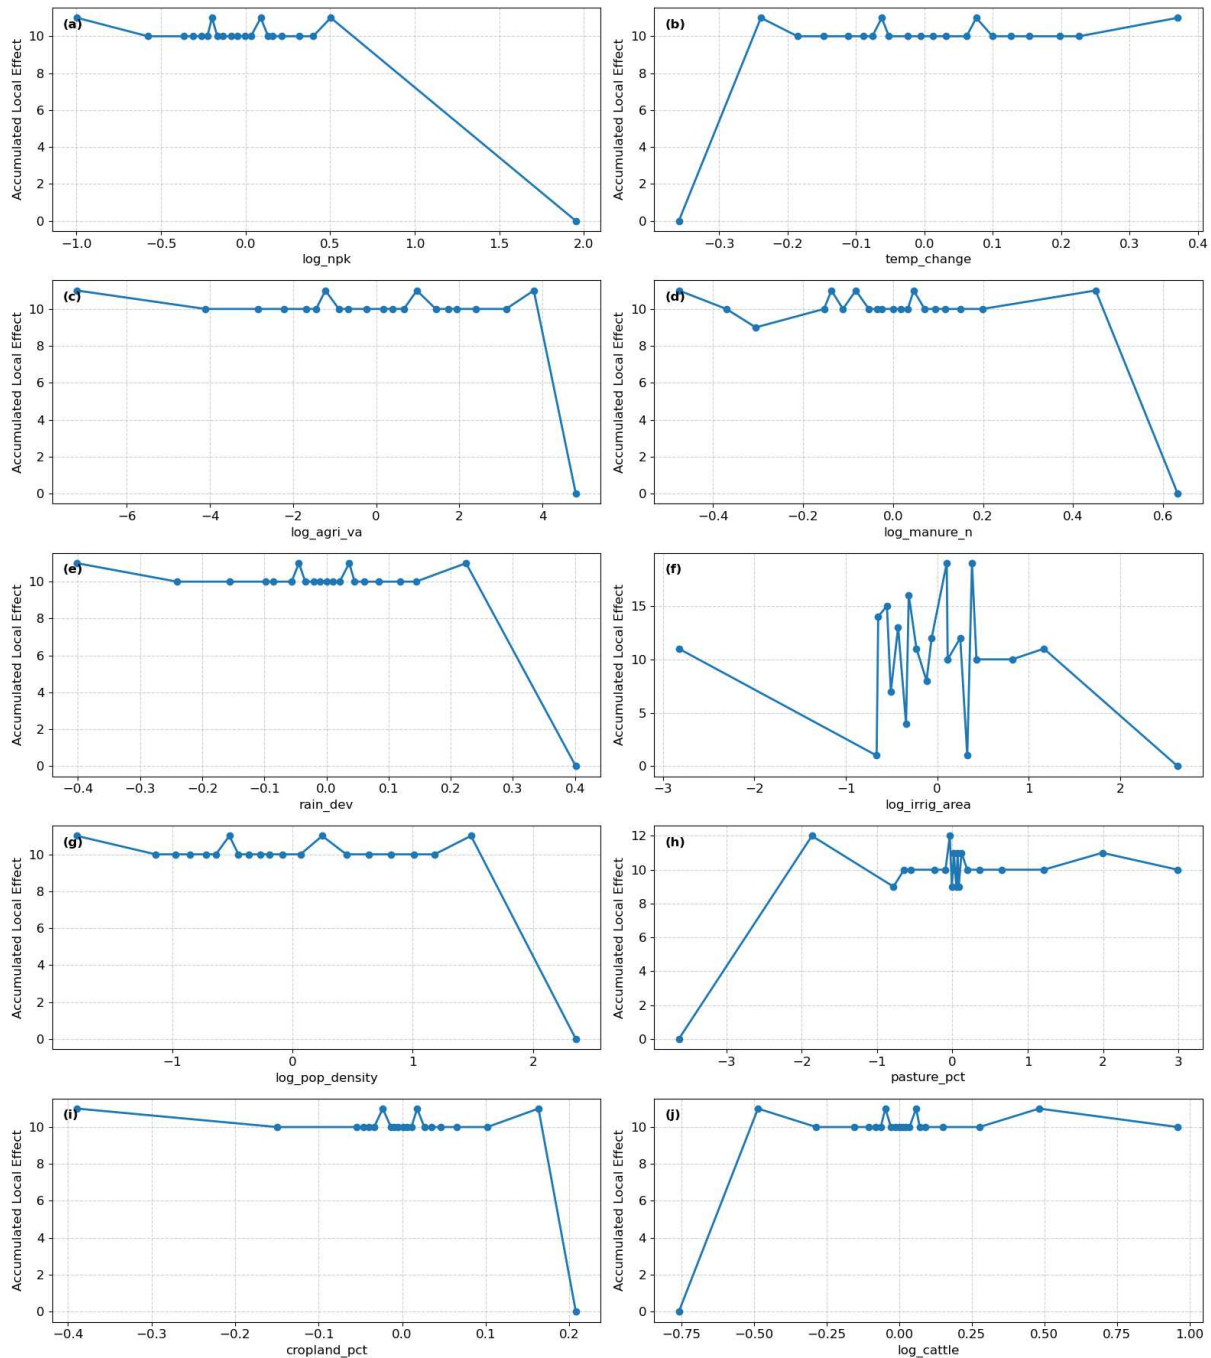 (a)
Accumulated Local Effect
10
8
6
4
2
0
−1.0 −0.5 0.0 0.5 1.0 1.5 2.0
log_npk
(b)
Accumulated Local Effect
10
8
6
4
2
0
−0.3 −0.2 −0.1 0.0 0.1 0.2 0.3 0.4
temp_change
(c)
Accumulated Local Effect
10
8
6
4
2
0
−6 −4 −2 0 2 4
log_agri_va
(d)
Accumulated Local Effect
10
8
6
4
2
0
−0.4 −0.2 0.0 0.2 0.4 0.6
log_manure_n
(e)
Accumulated Local Effect
10
8
6
4
2
0
−0.4 −0.3 −0.2 −0.1 0.0 0.1 0.2 0.3 0.4
rain_dev
(f)
Accumulated Local Effect
15
10
5
0
−3 −2 −1 0 1 2
log_irrig_area
(g)
Accumulated Local Effect
10
8
6
4
2
0
−1 0 1 2
log_pop_density
(h)
Accumulated Local Effect
12
10
8
6
4
2
0
−3 −2 −1 0 1 2 3
pasture_pct
(i)
Accumulated Local Effect
10
8
6
4
2
0
−0.4 −0.3 −0.2 −0.1 0.0 0.1 0.2
cropland_pct
(j)
Accumulated Local Effect
10
8
6
4
2
0
−0.75 −0.50 −0.25 0.00 0.25 0.50 0.75 1.00
log_cattle